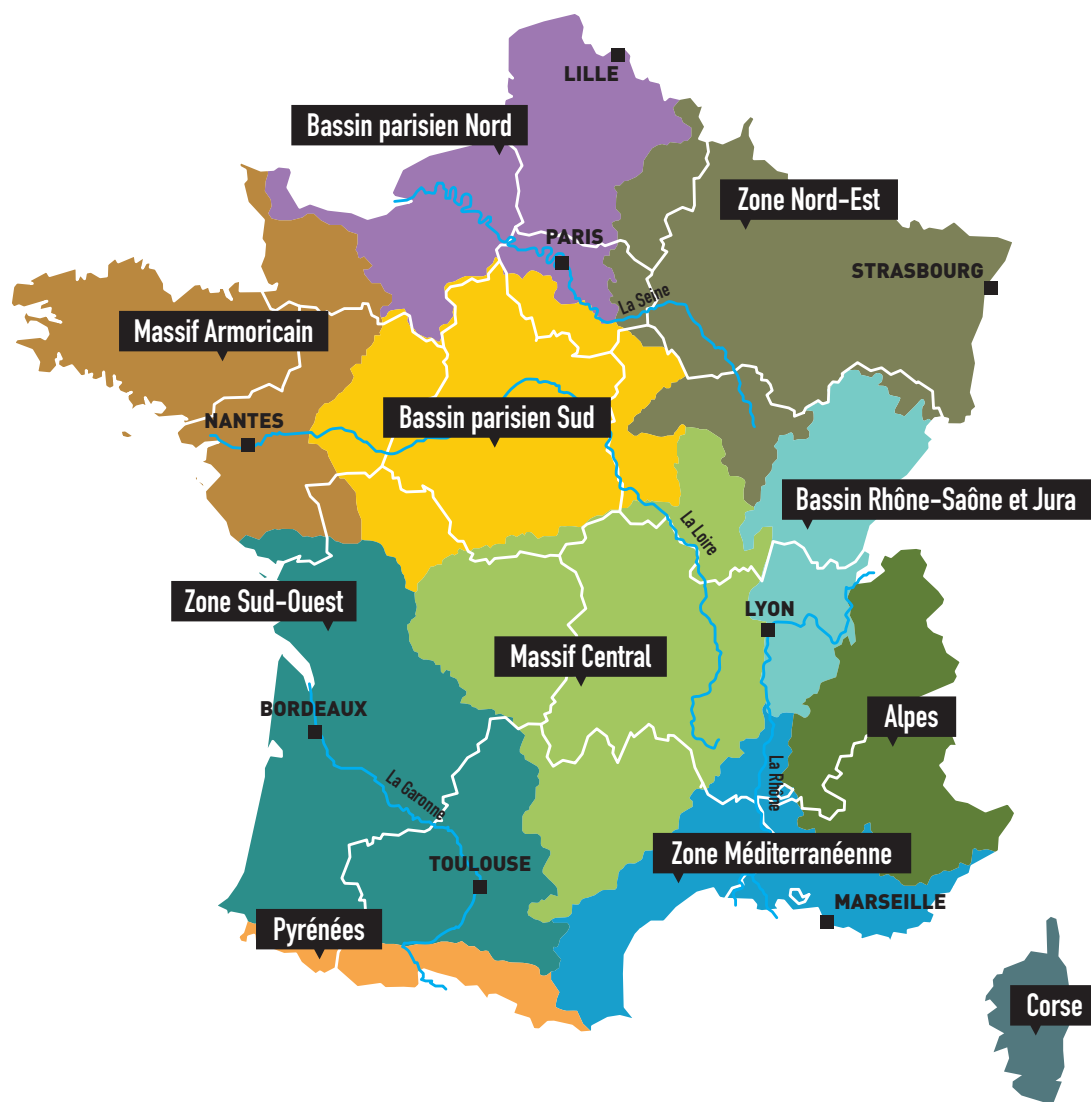 LILLE
Bassin parisien Nord
Zone Nord-Est
PARIS
STRASBOURG
La Seine
Massif Armoricain
Bassin parisien Sud
NANTES
Bassin Rhône-Saône et Jura
La Loire
Zone Sud-Ouest
LYON
Massif Central
BORDEAUX
Alpes
La Rhône
La Garonne
Zone Méditerranéenne
TOULOUSE
MARSEILLE
Pyrénées
Corse